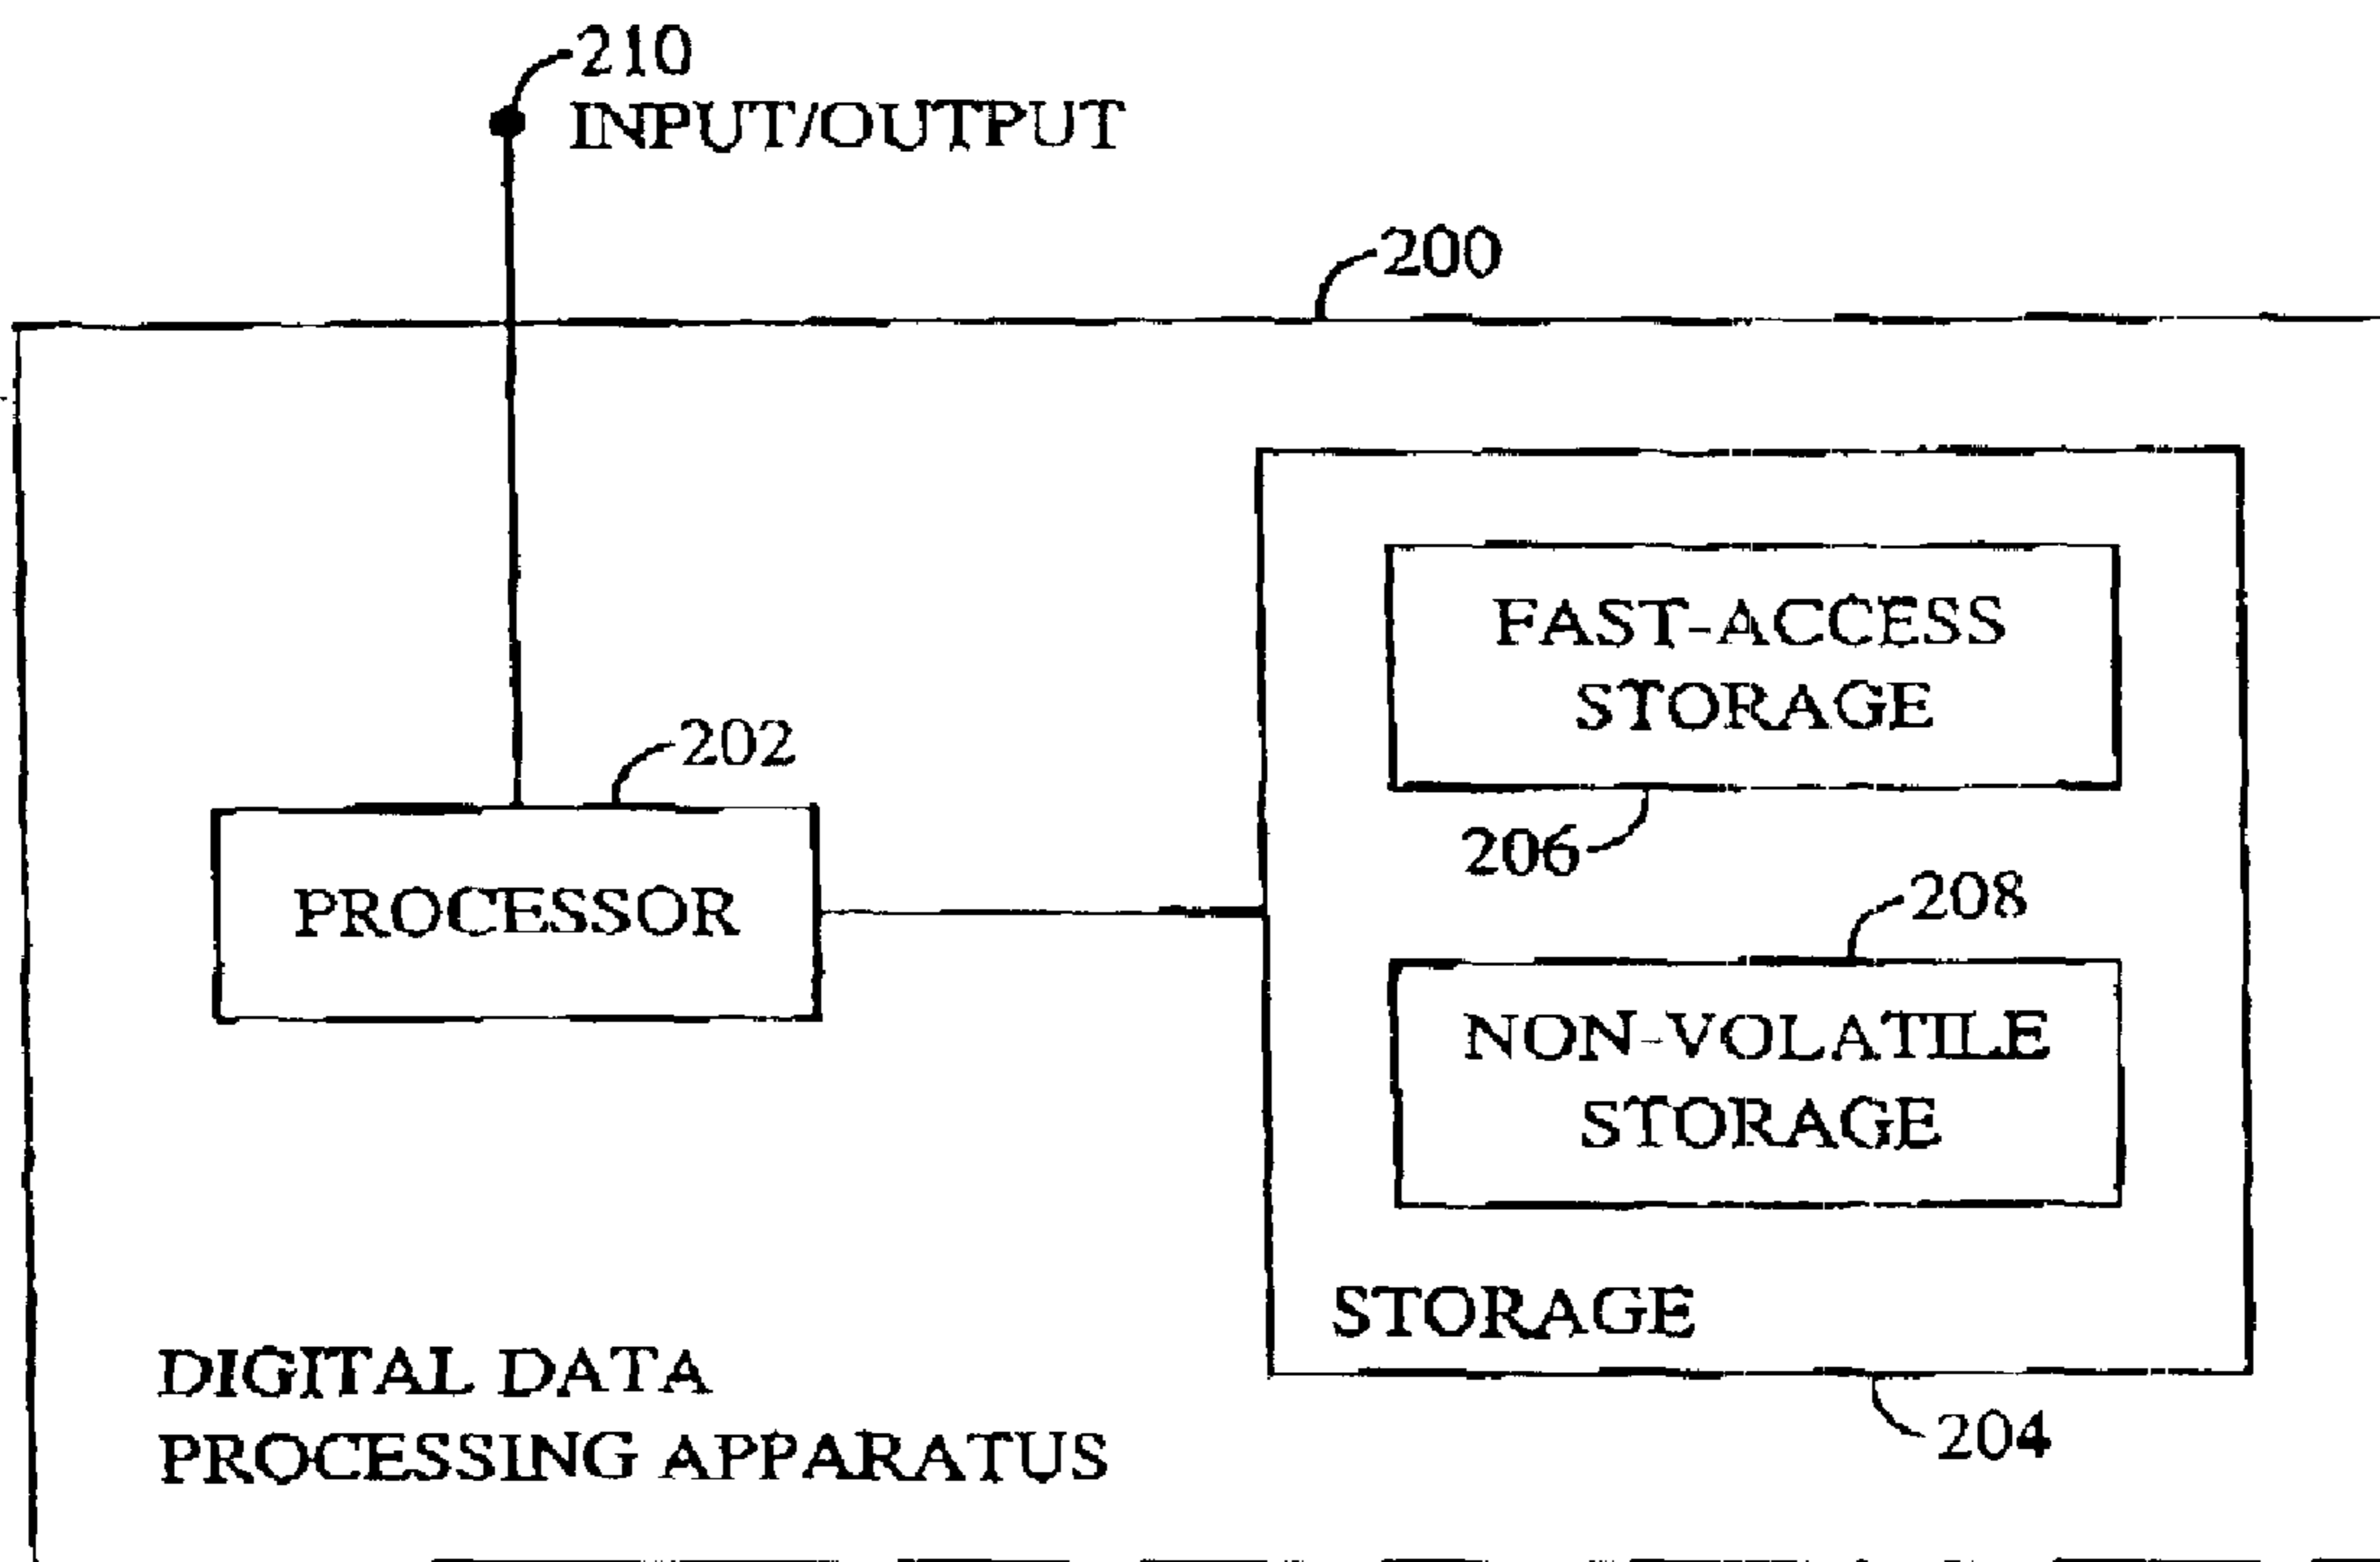 210
INPUT/OUTPUT
200
FAST-ACCESS
STORAGE
202
206
PROCESSOR
208
NON-VOLATILE
STORAGE
STORAGE
DIGITAL DATA
PROCESSING APPARATUS
204